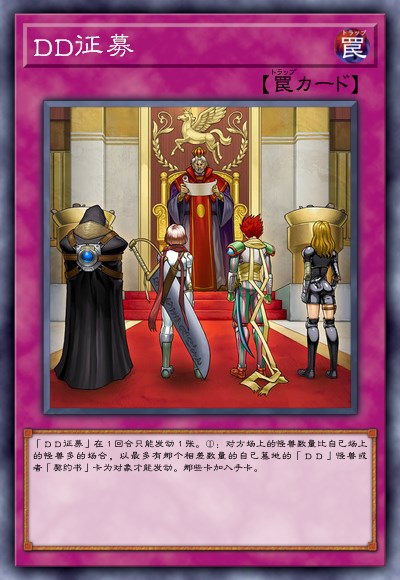 DD征募
トラップ
罠
トラップ
【罠カード】
「DD征募」在1回合只能发动1张。①：对方场上的怪兽数量比自己场上
的怪兽多的场合，以最多有那个相差数量的自己墓地的「DD」怪兽或
者「契约书」卡为对象才能发动。那些卡加入手卡。